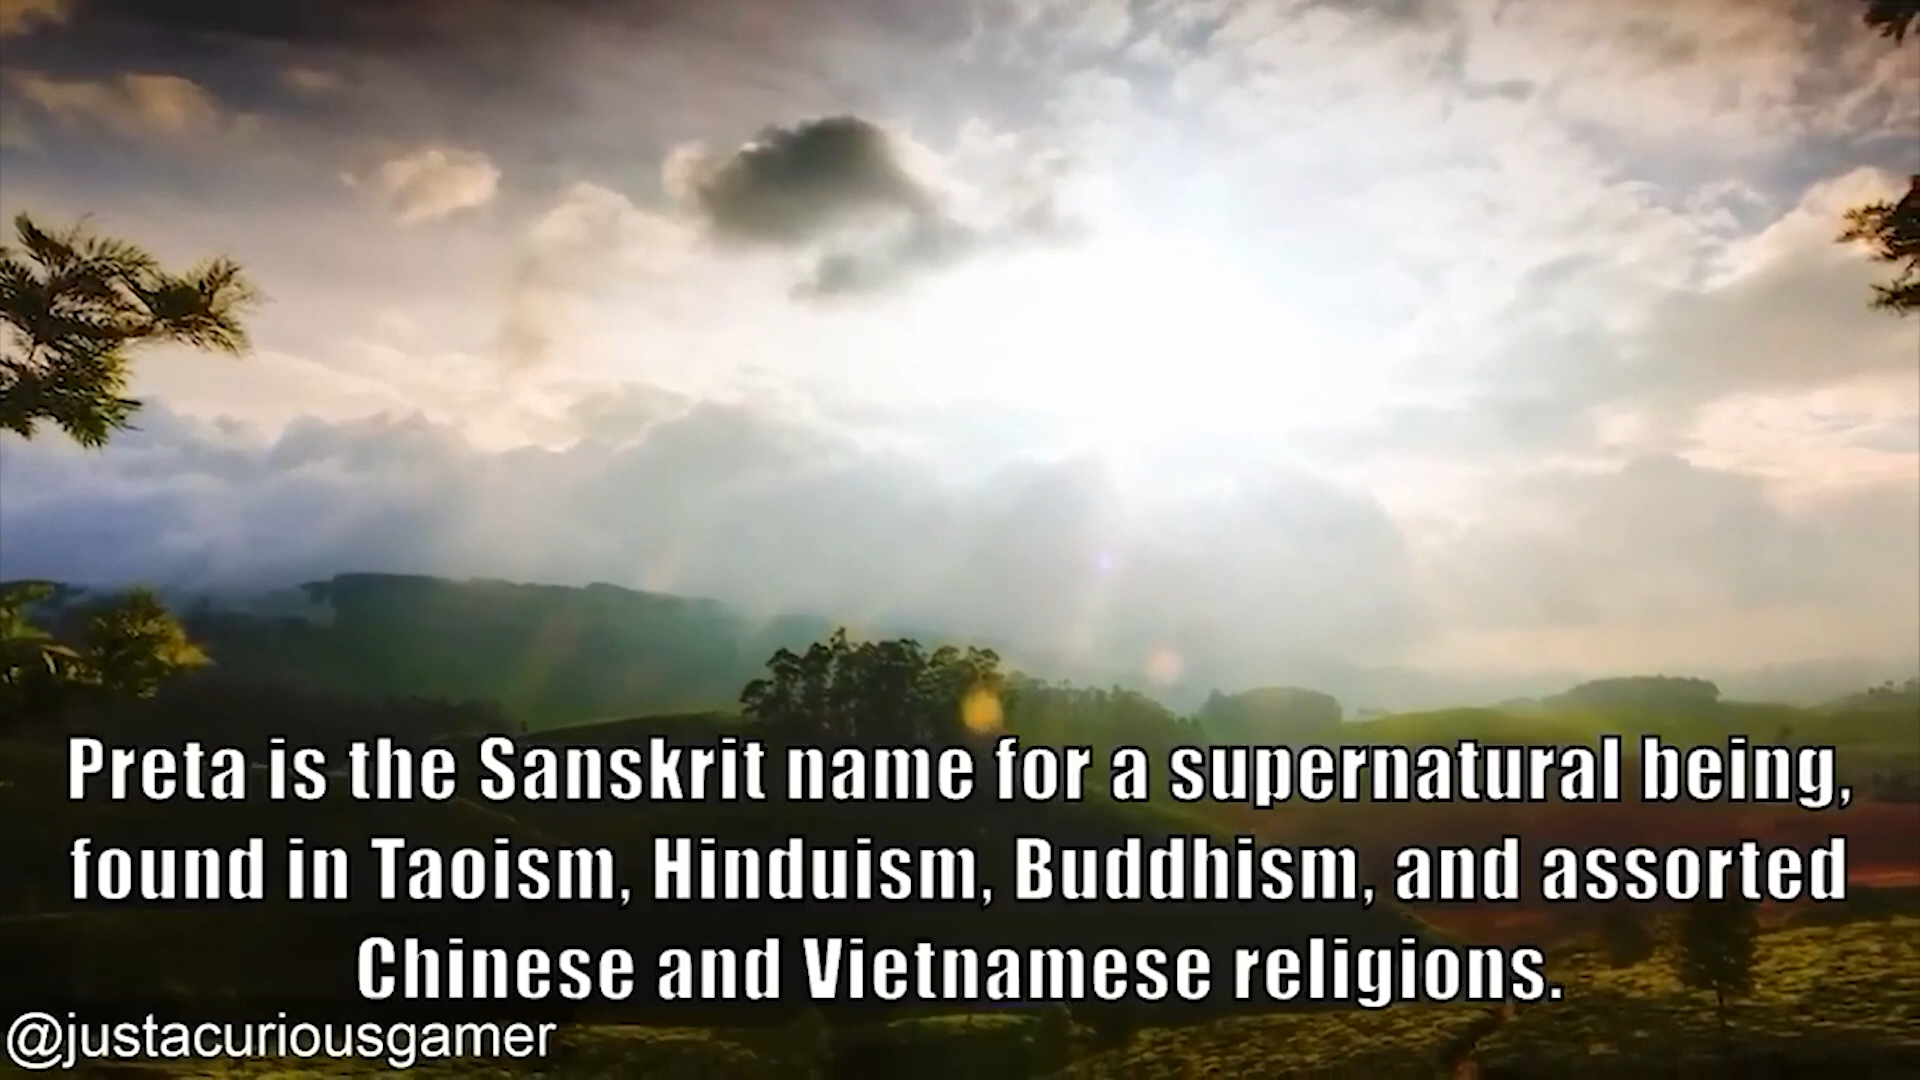 Preta is the Sanskrit name for a supernatural being,
found in Taoism, Hinduism, Buddhism, and assorted
Chinese and Vietnamese religions.
@justacuriousgamer